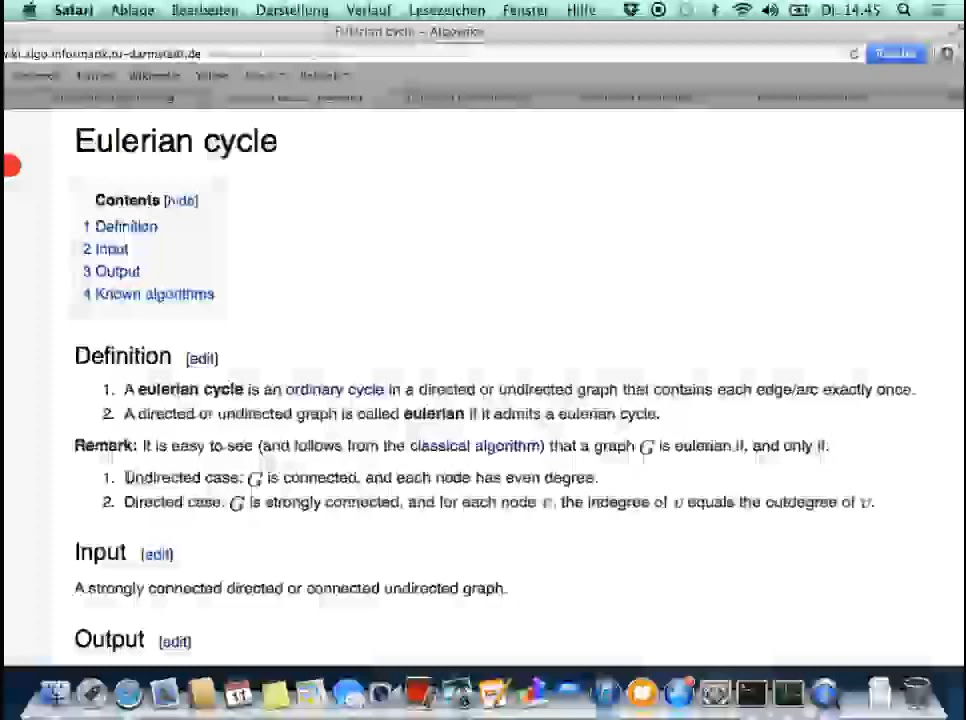 Safari Ablage Bearbeiten Darstellung Verlauf Lesezeichen Fenster Hilfe Di. 14.45
Eulerian cycle – Algowiki
wiki.algo.informatik.tu-darmstadt.de
Eulerian cycle
Contents [hide]
1 Definition
2 Input
3 Output
4 Known algorithms
Definition [edit]
1. A eulerian cycle is an ordinary cycle in a directed or undirected graph that contains each edge/arc exactly once.
2. A directed or undirected graph is called eulerian if it admits a eulerian cycle.
Remark: It is easy to see (and follows from the classical algorithm) that a graph G is eulerian if, and only if:
1. Undirected case: G is connected, and each node has even degree.
2. Directed case: G is strongly connected, and for each node v, the indegree of v equals the outdegree of v.
Input [edit]
A strongly connected directed or connected undirected graph.
Output [edit]